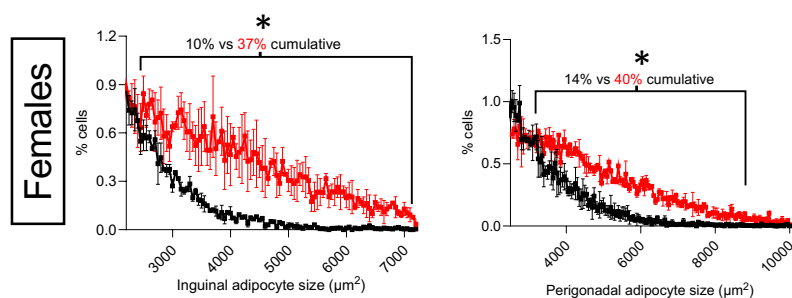 Females
*
10% vs 37% cumulative
% cells
1.2
0.9
0.6
0.3
0.0
3000
4000
5000
6000
7000
Inguinal adipocyte size (µm²)
*
14% vs 40% cumulative
% cells
1.5
1.0
0.5
0.0
4000
6000
8000
10000
Perigonadal adipocyte size (µm²)